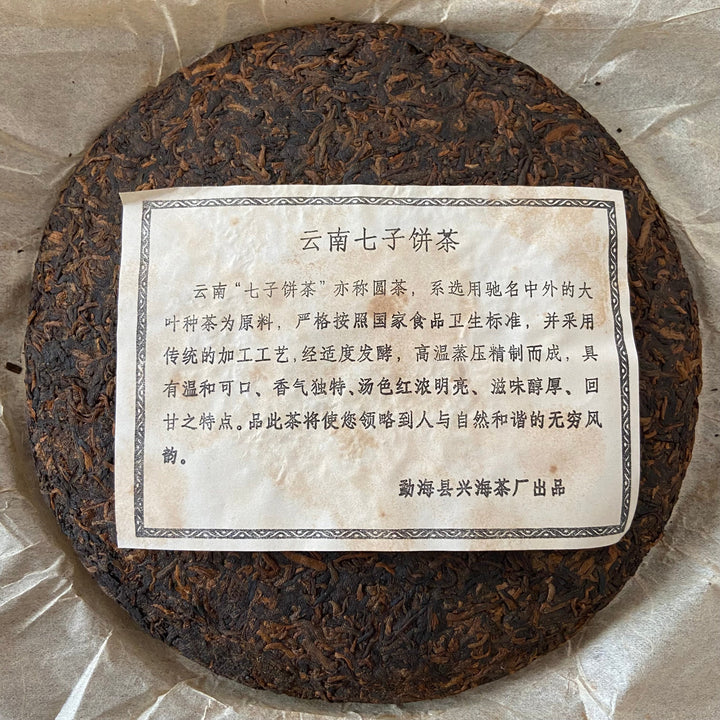 云南七子饼茶
云南“七子饼茶”亦称圆茶，系选用驰名中外的大
叶种茶为原料，严格按照国家食品卫生标准，并采用
传统的加工工艺，经适度发酵，高温蒸压精制而成，具
有温和可口、香气独特、汤色红浓明亮、滋味醇厚、回
甘之特点。品此茶将使您领略到人与自然和谐的无穷风
韵。
勐海县兴海茶厂出品